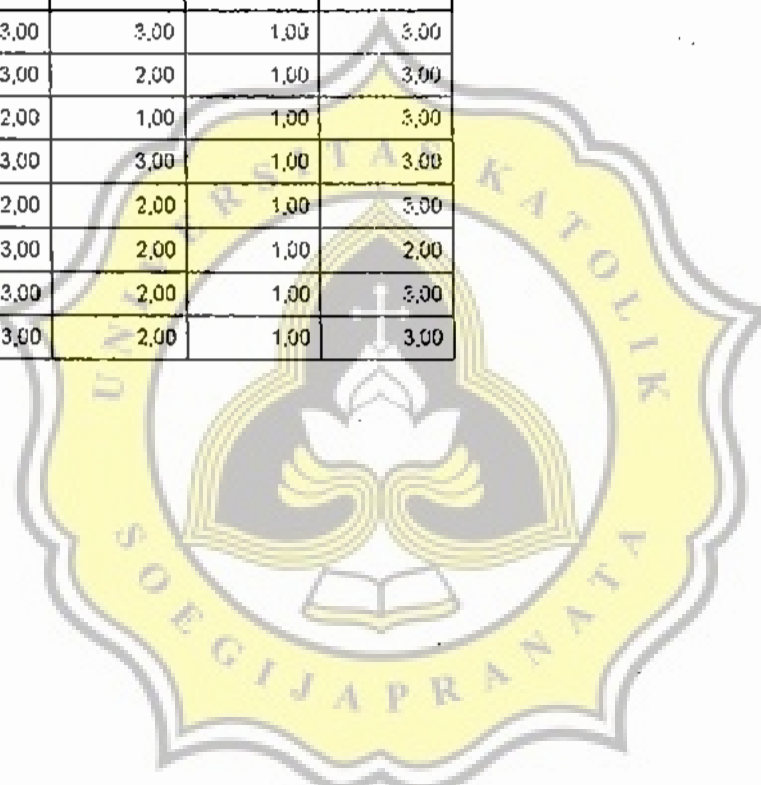 3,00 3,00 1,00 3,00
3,00 2,00 1,00 3,00
2,00 1,00 1,00 3,00
3,00 3,00 1,00 3,00
2,00 2,00 1,00 3,00
3,00 2,00 1,00 2,00
3,00 2,00 1,00 3,00
3,00 2,00 1,00 3,00
UNIVERSITAS KATOLIK
SOEGIJAPRANATA